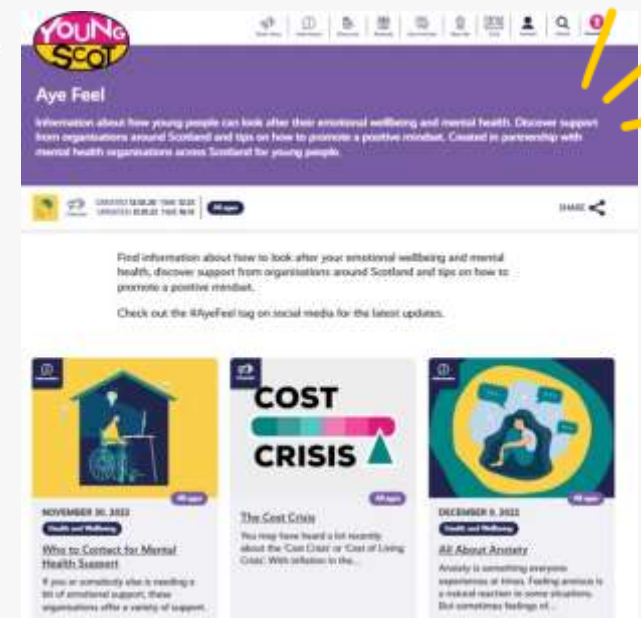 YOUNG
SCOT
Aye Feel
Information about how young people can look after their emotional wellbeing and mental health. Discover support
from organisations around Scotland and tips on how to promote a positive mindset. Created in partnership with
mental health organisations across Scotland for young people.
All ages
SHARE
Find information about how to look after your emotional wellbeing and mental
health, discover support from organisations around Scotland and tips on how to
promote a positive mindset.
Check out the #AyeFeel tag on social media for the latest updates.
All ages
NOVEMBER 30, 2022
Health and Wellbeing
Who to Contact for Mental
Health Support
If you or somebody else is needing a
bit of emotional support, these
organisations offer a variety of support.
COST
CRISIS
All ages
The Cost Crisis
You may have heard a lot recently
about the 'Cost Crisis' or 'Cost of Living
Crisis'. With inflation in the...
All ages
DECEMBER 9, 2022
Health and Wellbeing
All About Anxiety
Anxiety is something everyone
experiences at times. Feeling anxious is
a natural reaction to some situations.
But sometimes feelings of...